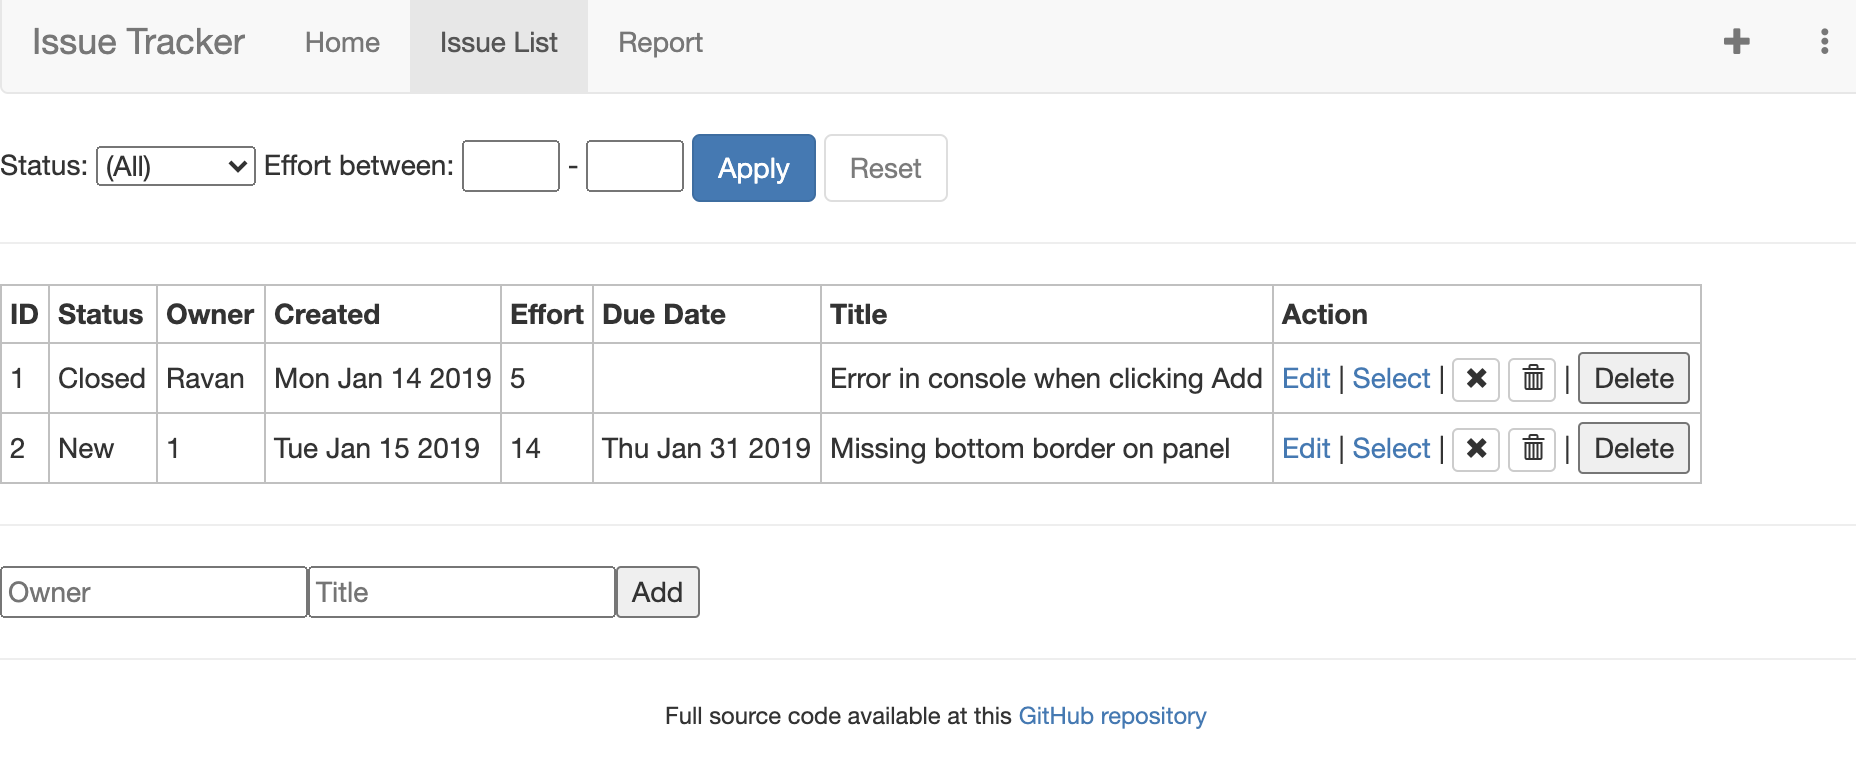 Issue Tracker Home Issue List Report
Status: (All) Effort between: - Apply Reset
ID Status Owner Created Effort Due Date Title Action
1 Closed Ravan Mon Jan 14 2019 5 Error in console when clicking Add Edit | Select | | Delete
2 New 1 Tue Jan 15 2019 14 Thu Jan 31 2019 Missing bottom border on panel Edit | Select | | Delete
Owner Title Add
Full source code available at this GitHub repository